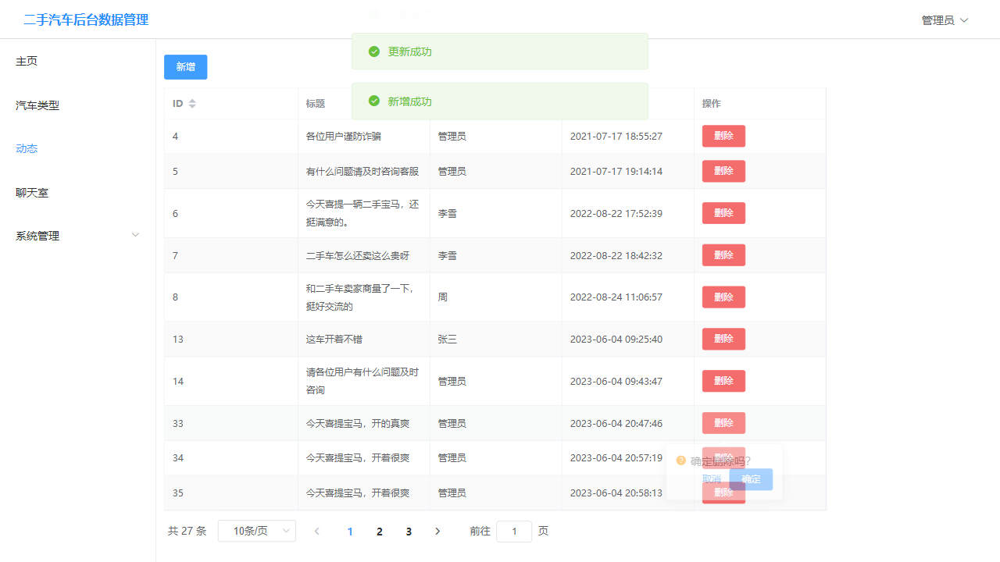 二手汽车后台数据管理
管理员
更新成功
新增成功
主页
汽车类型
动态
聊天室
系统管理
新增
ID 标题 操作
4 各位用户谨防诈骗 管理员 2021-07-17 18:55:27 删除
5 有什么问题请及时咨询客服 管理员 2021-07-17 19:14:14 删除
6 今天喜提一辆二手宝马，还 李雪 2022-08-22 17:52:39 删除
挺满意的。
7 二手车怎么还卖这么贵呀 李雪 2022-08-22 18:42:32 删除
8 和二手车卖家商量了一下， 周 2022-08-24 11:06:57 删除
挺好交流的
13 这车开着不错 张三 2023-06-04 09:25:40 删除
14 请各位用户有什么问题及时 管理员 2023-06-04 09:43:47 删除
咨询
33 今天喜提宝马，开的真爽 管理员 2023-06-04 20:47:46 删除
34 今天喜提宝马，开着很爽 管理员 2023-06-04 20:57:19 删除
确定删除吗？
取消 确定
35 今天喜提宝马，开着很爽 管理员 2023-06-04 20:58:13 删除
共 27 条 10条/页 1 2 3 前往 1 页